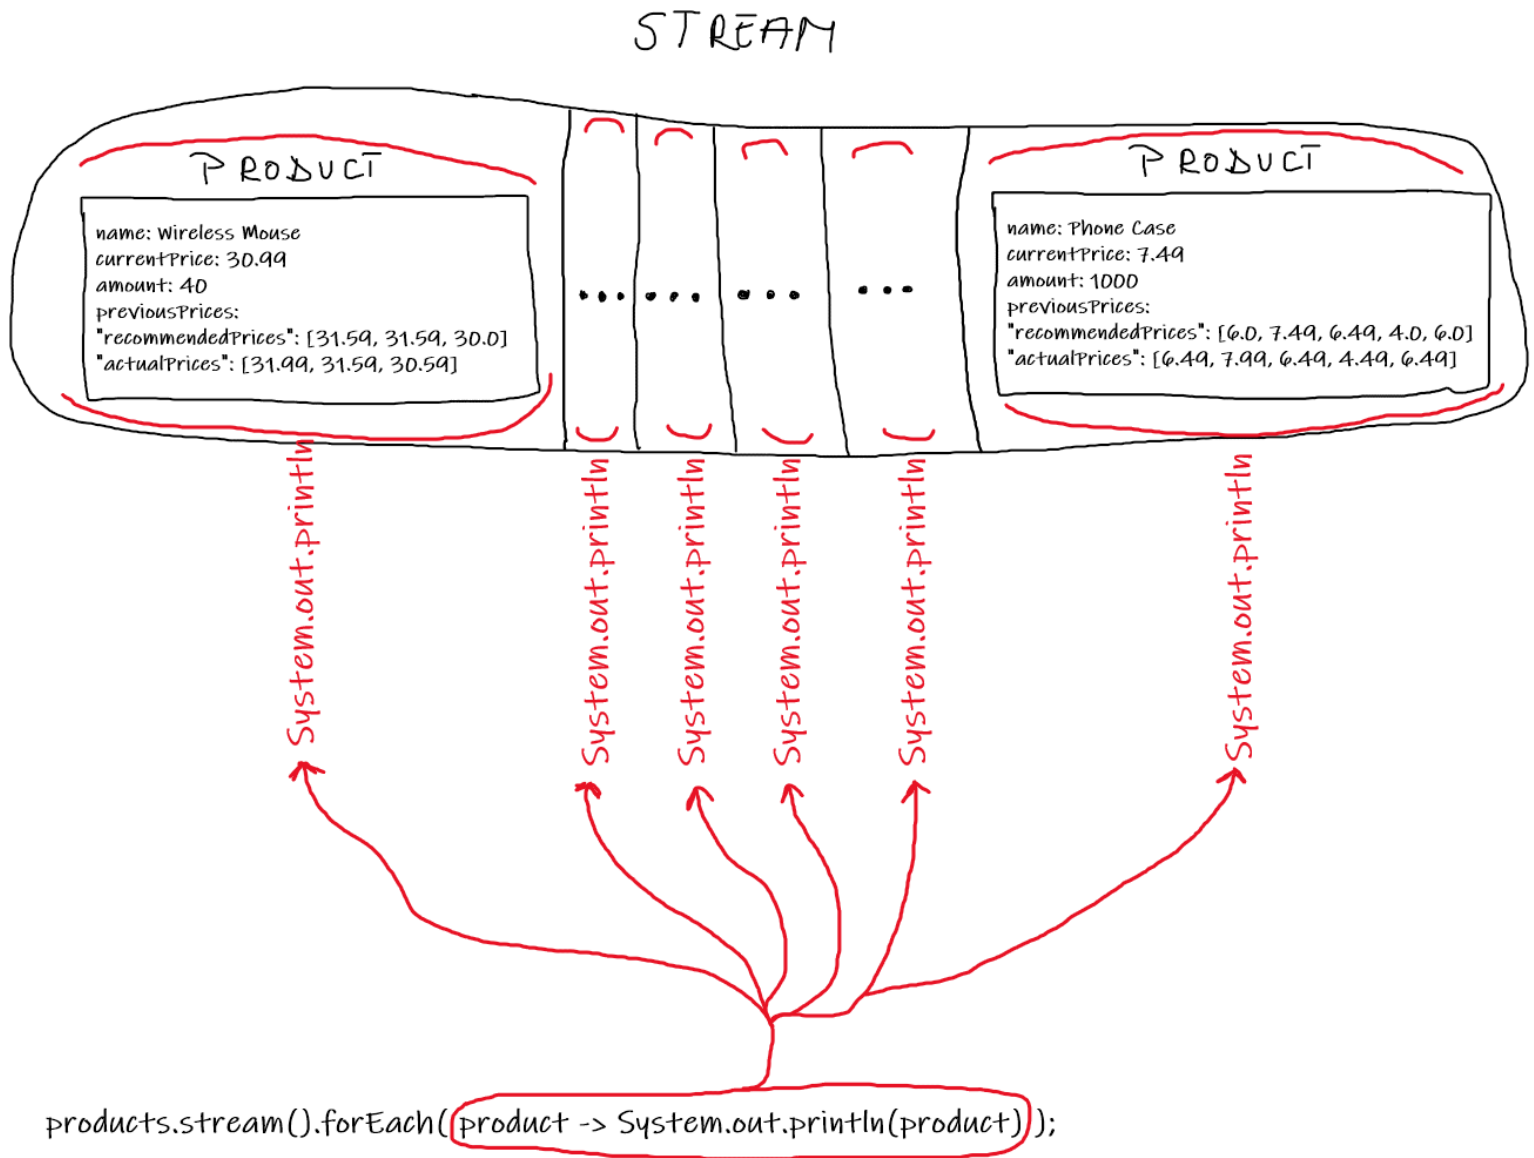 STREAM
PRODUCT
name: Wireless Mouse
currentPrice: 30.99
amount: 40
previousPrices:
"recommendedPrices": [31.59, 31.59, 30.0]
"actualPrices": [31.99, 31.59, 30.59]
...
...
...
...
PRODUCT
name: Phone Case
currentPrice: 7.49
amount: 1000
previousPrices:
"recommendedPrices": [6.0, 7.49, 6.49, 4.0, 6.0]
"actualPrices": [6.49, 7.99, 6.49, 4.49, 6.49]
System.out.println
System.out.println
System.out.println
System.out.println
System.out.println
System.out.println
products.stream().forEach( product -> System.out.println(product) );